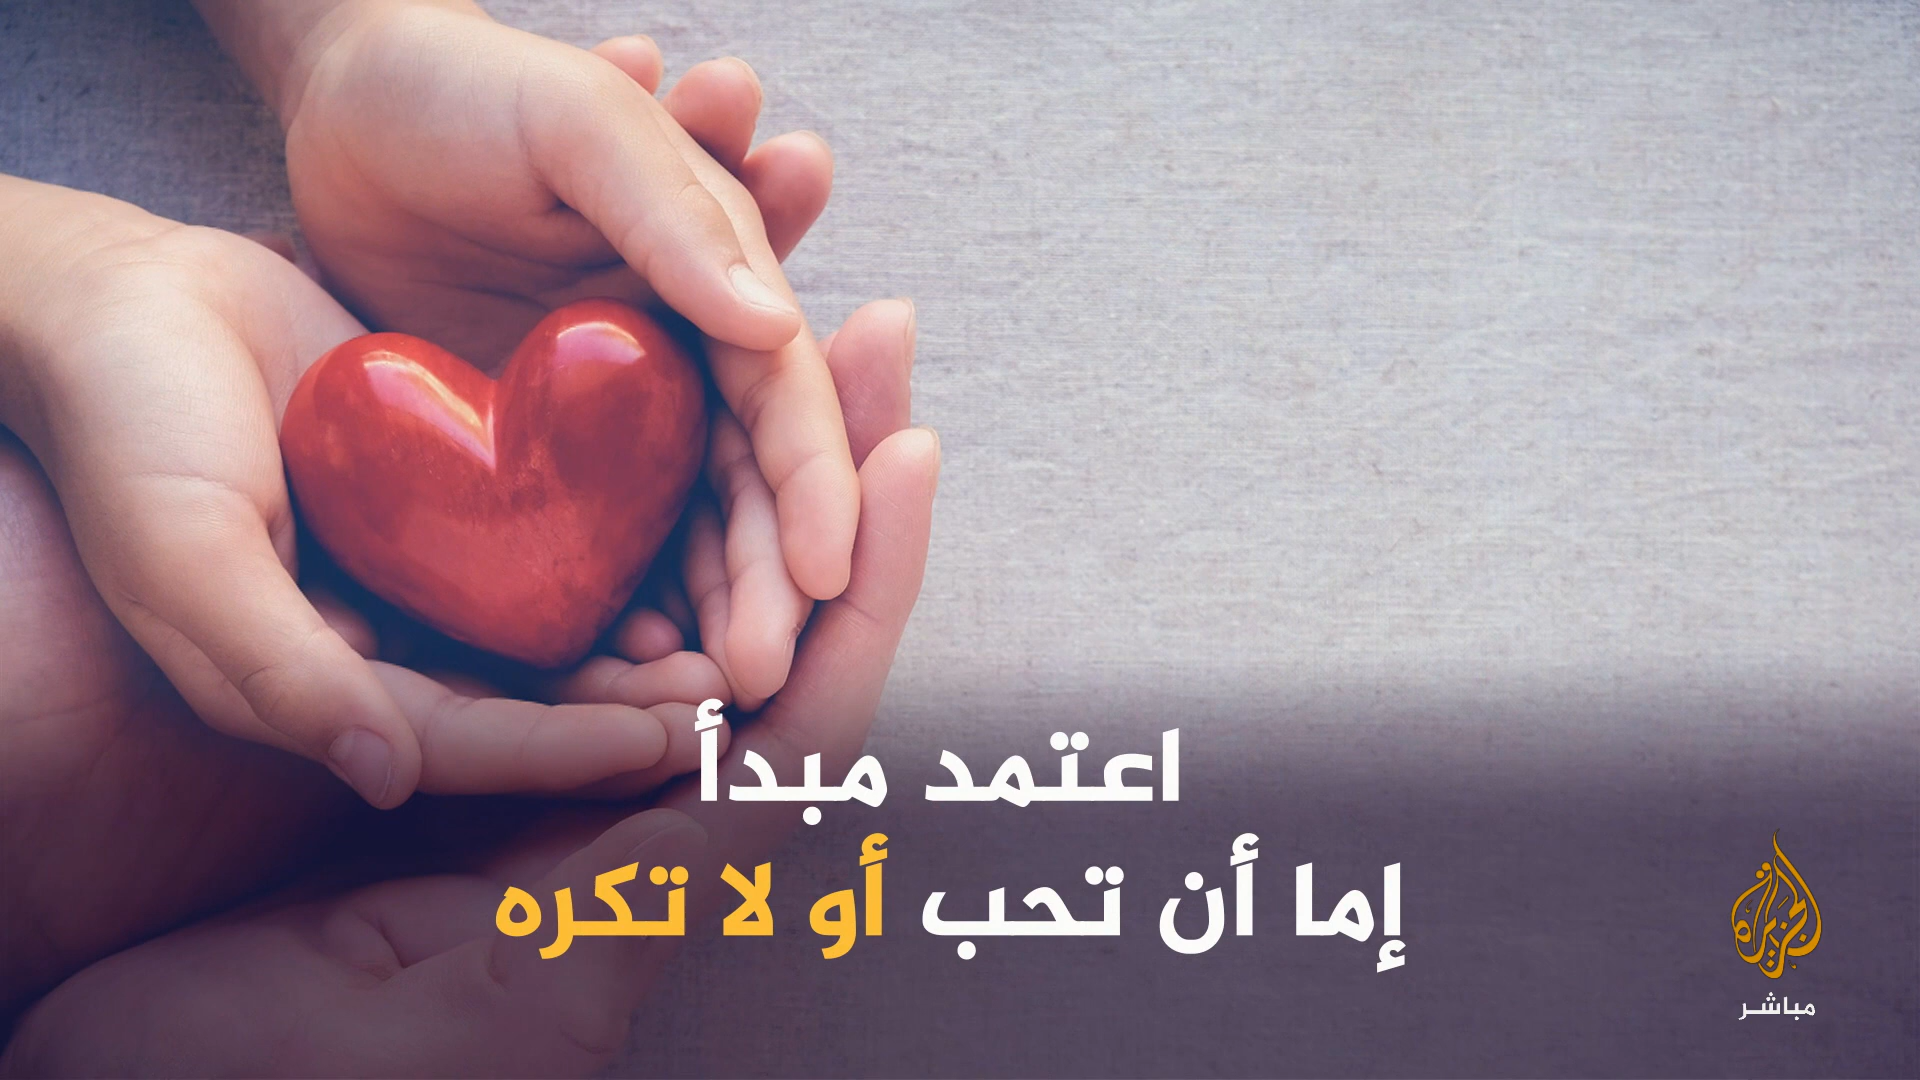 اعتمد مبدأ
إما أن تحب أو لا تكره
الجزيرة
مباشر